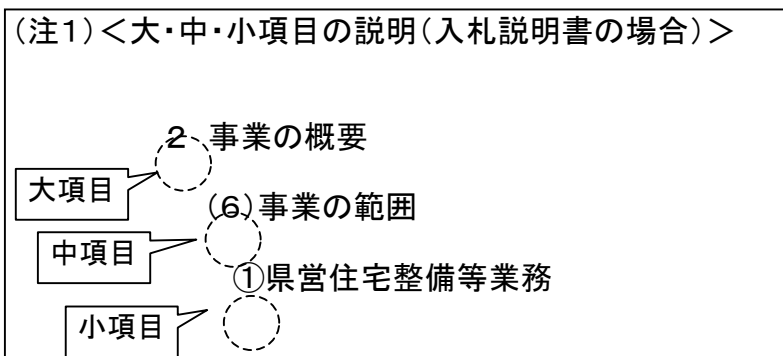 (注1)<大・中・小項目の説明(入札説明書の場合)>
2 事業の概要
大項目
(6)事業の範囲
中項目
①県営住宅整備等業務
小項目